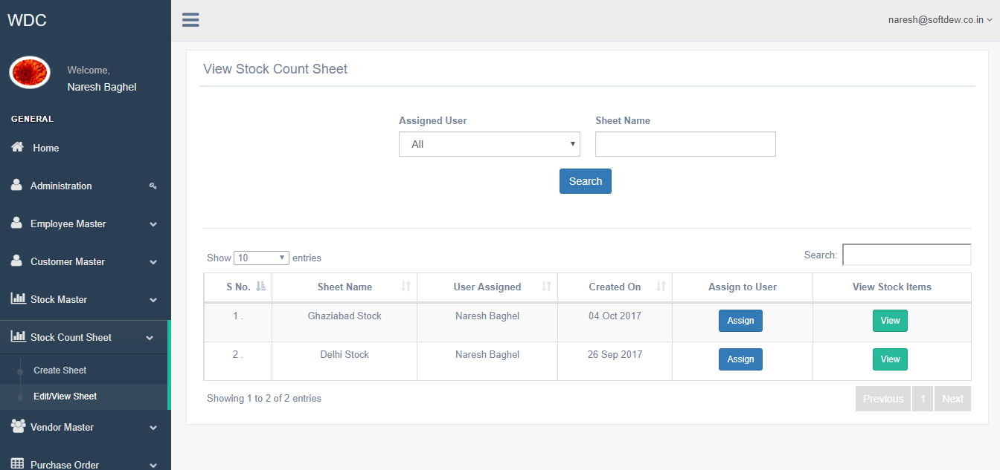 WDC
naresh@softdew.co.in
Welcome,
Naresh Baghel
GENERAL
Home
Administration
Employee Master
Customer Master
Stock Master
Stock Count Sheet
Create Sheet
Edit/View Sheet
Vendor Master
Purchase Order
View Stock Count Sheet
Assigned User Sheet Name
All
Search
Show 10 entries Search:
S No. Sheet Name User Assigned Created On Assign to User View Stock Items
1 . Ghaziabad Stock Naresh Baghel 04 Oct 2017 Assign View
2 . Delhi Stock Naresh Baghel 26 Sep 2017 Assign View
Showing 1 to 2 of 2 entries Previous 1 Next